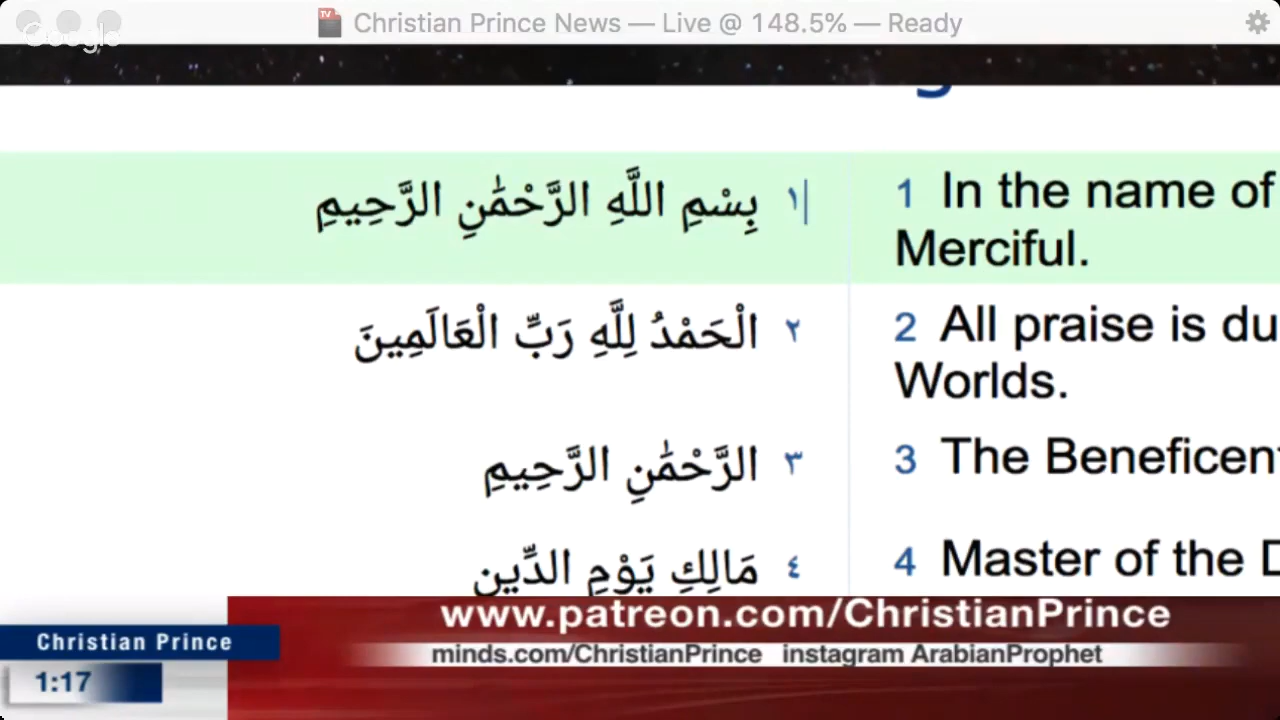 Christian Prince News — Live @ 148.5% — Ready
Google
١ بِسْمِ اللَّهِ الرَّحْمَٰنِ الرَّحِيمِ
1 In the name of
Merciful.
٢ الْحَمْدُ لِلَّهِ رَبِّ الْعَالَمِينَ
2 All praise is du
Worlds.
٣ الرَّحْمَٰنِ الرَّحِيمِ
3 The Beneficent
٤ مَالِكِ يَوْمِ الدِّينِ
4 Master of the D
www.patreon.com/ChristianPrince
Christian Prince
minds.com/ChristianPrince instagram ArabianProphet
1:17